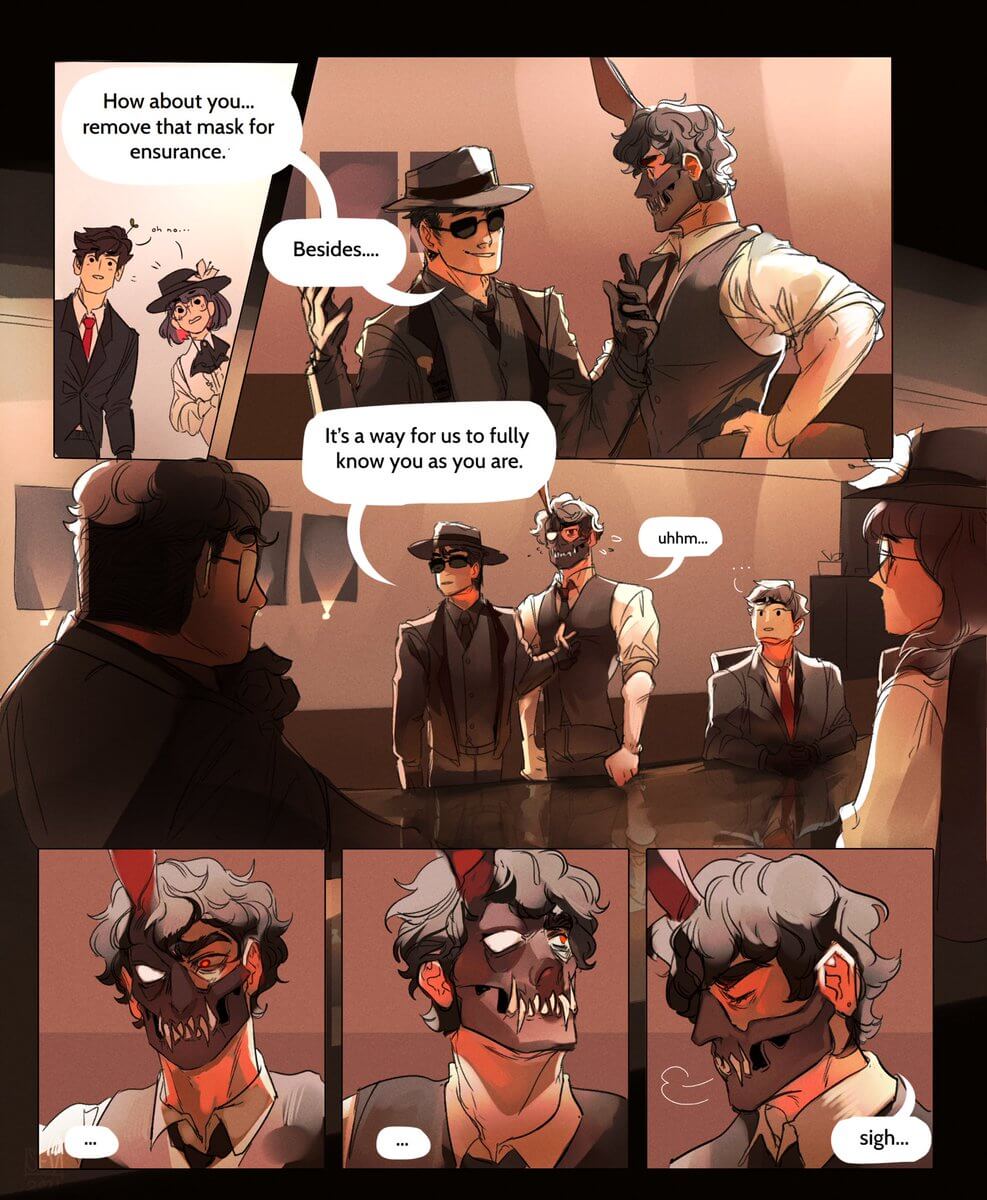 How about you...
remove that mask for
ensurance.
oh no...
Besides....
It's a way for us to fully
know you as you are.
uhhm...
...
...
...
sigh...